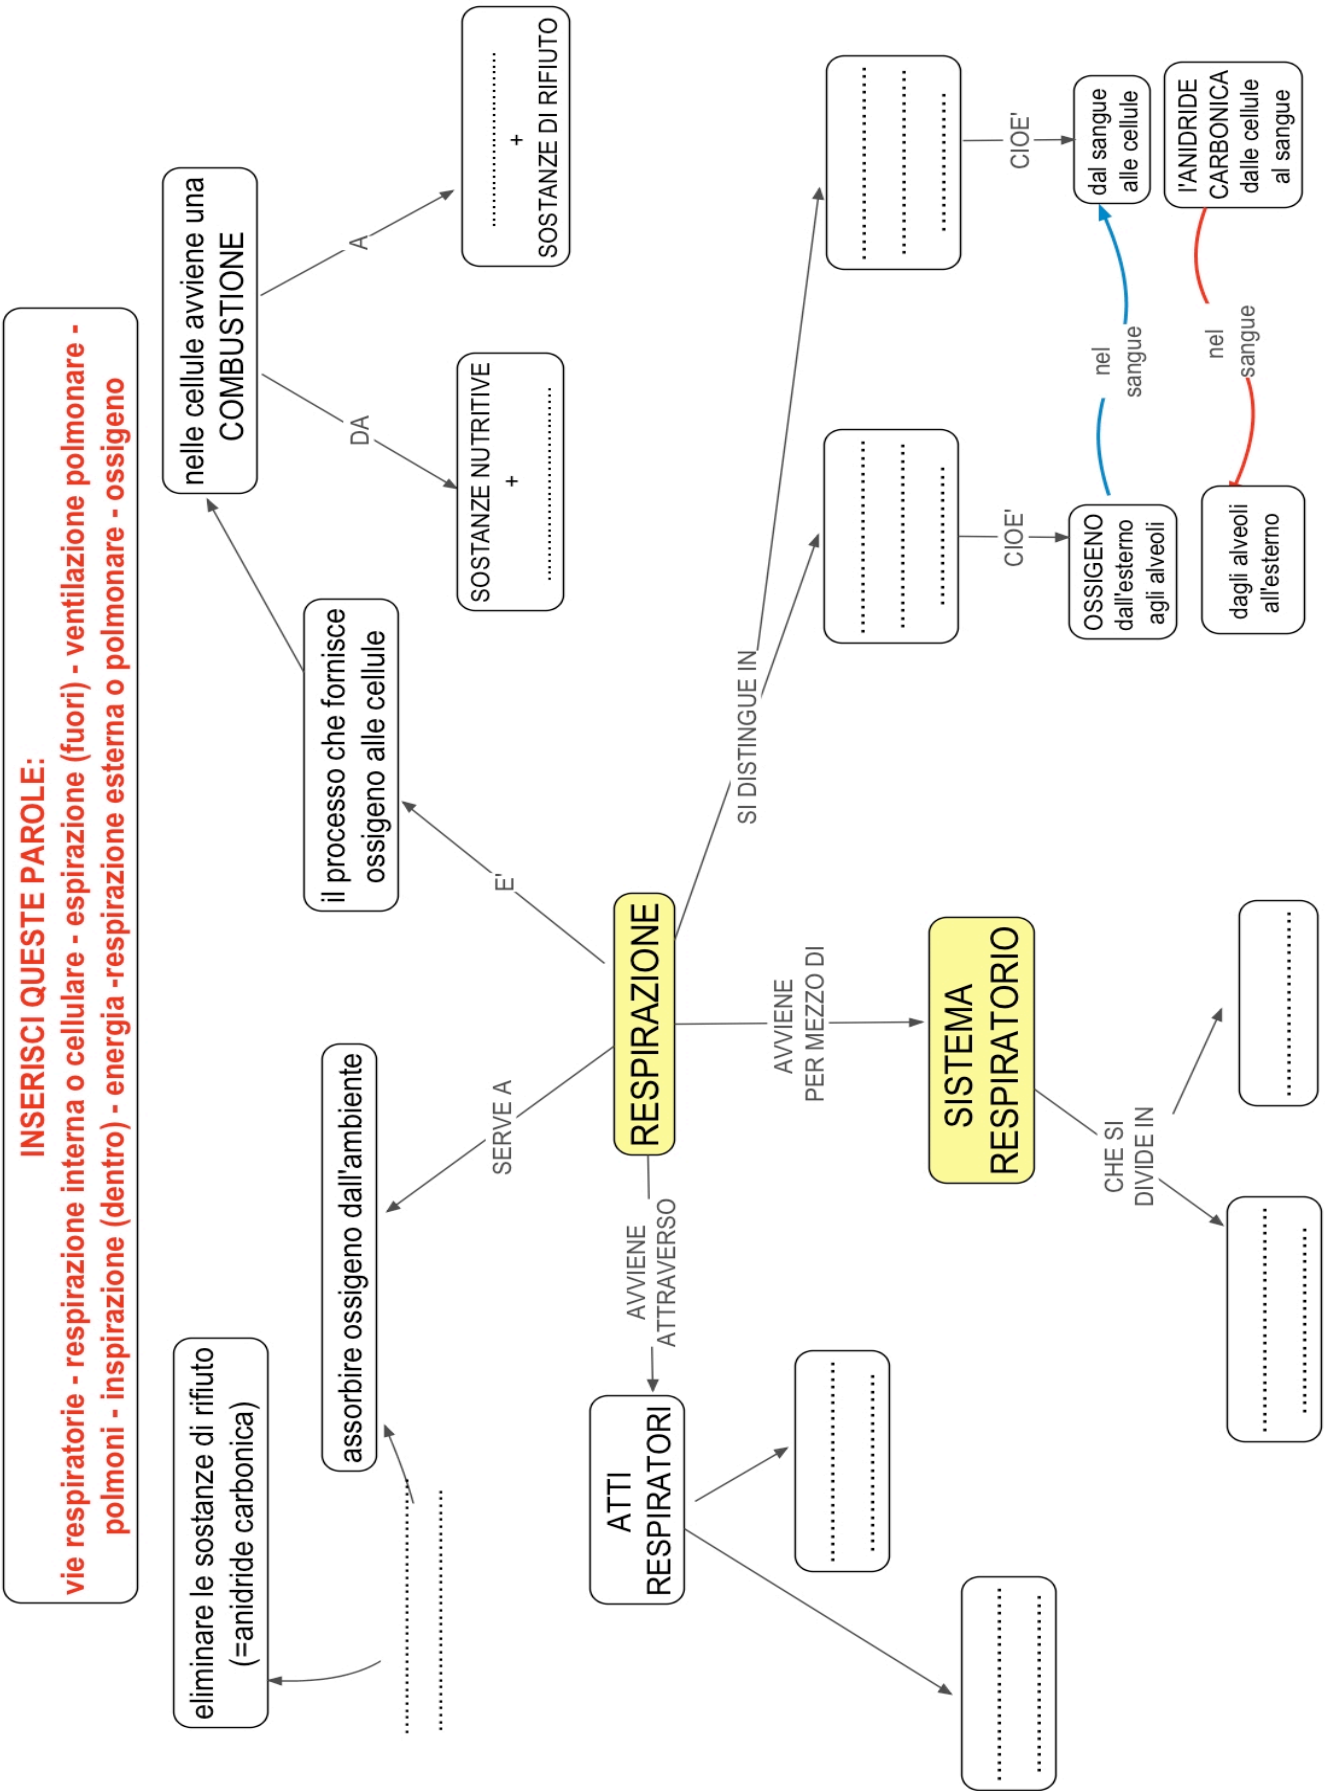 INSERISCI QUESTE PAROLE:
vie respiratorie - respirazione interna o cellulare - espirazione (fuori) - ventilazione polmonare -
polmoni - inspirazione (dentro) - energia -respirazione esterna o polmonare - ossigeno
eliminare le sostanze di rifiuto
(=anidride carbonica)
assorbire ossigeno dall'ambiente
il processo che fornisce
ossigeno alle cellule
nelle cellule avviene una
COMBUSTIONE
DA
A
SOSTANZE NUTRITIVE
+
+
SOSTANZE DI RIFIUTO
SERVE A
E'
RESPIRAZIONE
AVVIENE
ATTRAVERSO
ATTI
RESPIRATORI
AVVIENE
PER MEZZO DI
SI DISTINGUE IN
SISTEMA
RESPIRATORIO
CHE SI
DIVIDE IN
CIOE'
CIOE'
OSSIGENO
dall'esterno
agli alveoli
nel
sangue
dal sangue
alle cellule
dagli alveoli
all'esterno
nel
sangue
l'ANIDRIDE
CARBONICA
dalle cellule
al sangue